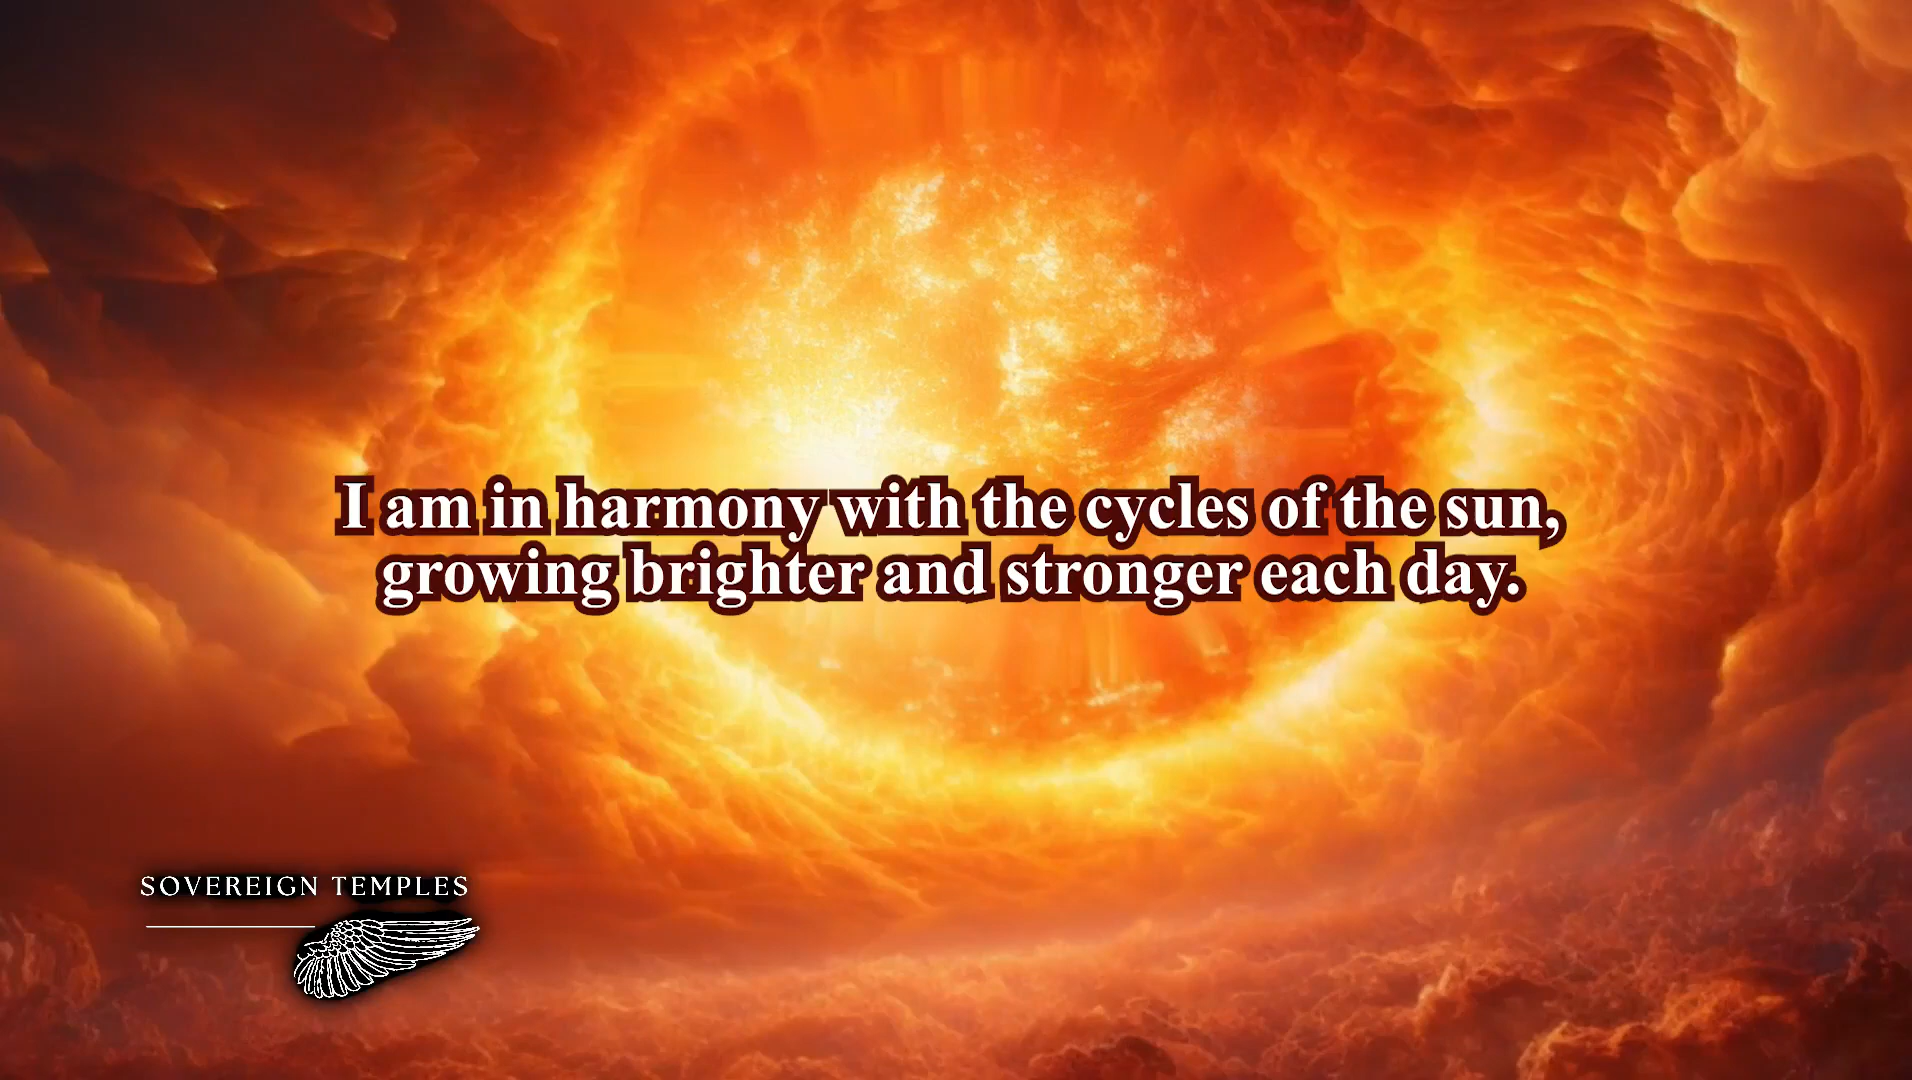 I am in harmony with the cycles of the sun,
growing brighter and stronger each day.
SOVEREIGN TEMPLES